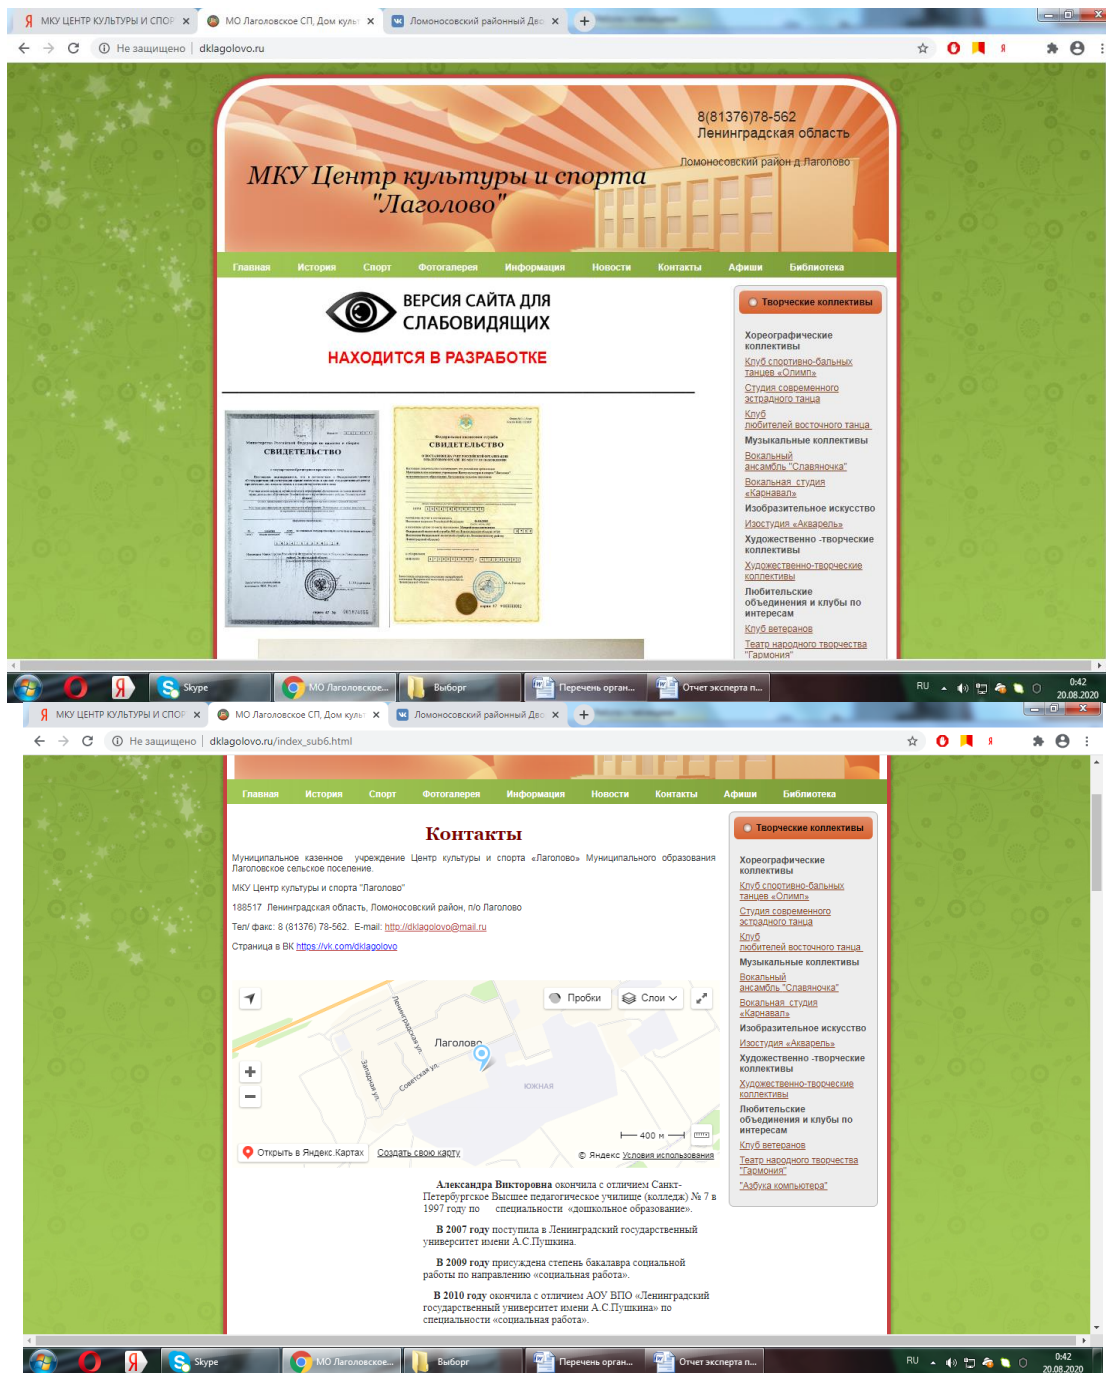 МКУ ЦЕНТР КУЛЬТУРЫ И СПОР
МО Лаголовское СП, Дом куль
Ломоносовский районный Дво
Не защищено | dklagolovo.ru
8(81376)78-562
Ленинградская область
Ломоносовский район д Лаголово
МКУ Центр культуры и спорта
"Лаголово"
Главная История Спорт Фотогалерея Информация Новости Контакты Афиши Библиотека
ВЕРСИЯ САЙТА ДЛЯ
СЛАБОВИДЯЩИХ
НАХОДИТСЯ В РАЗРАБОТКЕ
СВИДЕТЕЛЬСТВО
СВИДЕТЕЛЬСТВО
Творческие коллективы
Хореографические
коллективы
Клуб спортивно-бальных
танцев «Олимп»
Студия современного
эстрадного танца
Клуб
любителей восточного танца
Музыкальные коллективы
Вокальный
ансамбль "Славяночка"
Вокальная студия
«Карнавал»
Изобразительное искусство
Изостудия «Акварель»
Художественно -творческие
коллективы
Художественно-творческие
коллективы
Любительские
объединения и клубы по
интересам
Клуб ветеранов
Театр народного творчества
"Гармония"
Skype
МО Лаголовское...
Выборг
Перечень орган...
Отчет эксперта п...
RU
0:42
20.08.2020
МКУ ЦЕНТР КУЛЬТУРЫ И СПОР
МО Лаголовское СП, Дом куль
Ломоносовский районный Дво
Не защищено | dklagolovo.ru/index_sub6.html
Главная История Спорт Фотогалерея Информация Новости Контакты Афиши Библиотека
Контакты
Муниципальное казенное учреждение Центр культуры и спорта «Лаголово» Муниципального образования
Лаголовское сельское поселение.
МКУ Центр культуры и спорта "Лаголово"
188517 Ленинградская область, Ломоносовский район, п/о Лаголово
Тел/ факс: 8 (81376) 78-562. E-mail: http://dklagolovo@mail.ru
Страница в ВК https://vk.com/dklagolovo
Пробки
Слои
Ленинградская ул.
Лаголово
Западная ул.
Советская ул.
ЮЖНАЯ
400 м
Открыть в Яндекс.Картах
Создать свою карту
© Яндекс Условия использования
Александра Викторовна окончила с отличием Санкт-
Петербургское Высшее педагогическое училище (колледж) № 7 в
1997 году по специальности «дошкольное образование».
В 2007 году поступила в Ленинградский государственный
университет имени А.С.Пушкина.
В 2009 году присуждена степень бакалавра социальной
работы по направлению «социальная работа».
В 2010 году окончила с отличием АОУ ВПО «Ленинградский
государственный университет имени А.С.Пушкина» по
специальности «социальная работа».
Творческие коллективы
Хореографические
коллективы
Клуб спортивно-бальных
танцев «Олимп»
Студия современного
эстрадного танца
Клуб
любителей восточного танца
Музыкальные коллективы
Вокальный
ансамбль "Славяночка"
Вокальная студия
«Карнавал»
Изобразительное искусство
Изостудия «Акварель»
Художественно -творческие
коллективы
Художественно-творческие
коллективы
Любительские
объединения и клубы по
интересам
Клуб ветеранов
Театр народного творчества
"Гармония"
"Азбука компьютера"
Skype
МО Лаголовское...
Выборг
Перечень орган...
Отчет эксперта п...
RU
0:42
20.08.2020